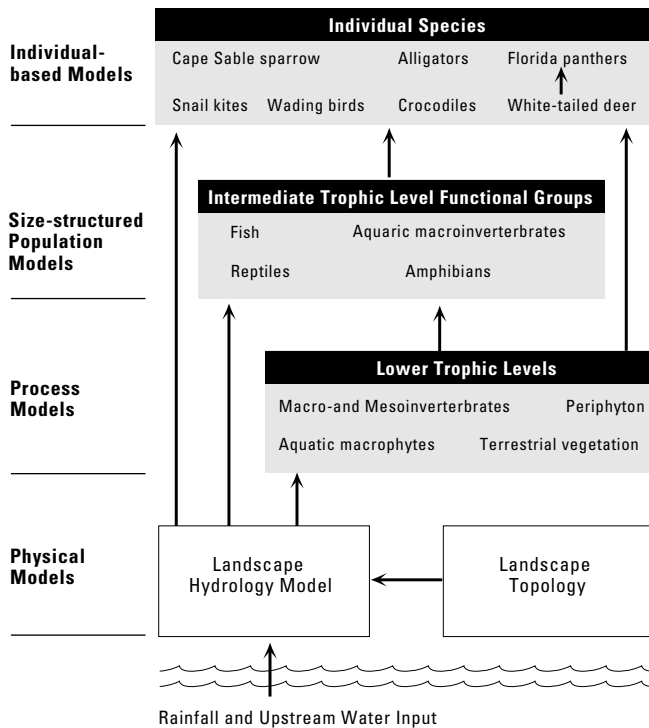 Individual-
based Models
Individual Species
Cape Sable sparrow Alligators Florida panthers
Snail kites Wading birds Crocodiles White-tailed deer
Size-structured
Population
Models
Intermediate Trophic Level Functional Groups
Fish Aquaric macroinverterbrates
Reptiles Amphibians
Process
Models
Lower Trophic Levels
Macro-and Mesoinverterbrates Periphyton
Aquatic macrophytes Terrestrial vegetation
Physical
Models
Landscape
Hydrology Model
Landscape
Topology
Rainfall and Upstream Water Input